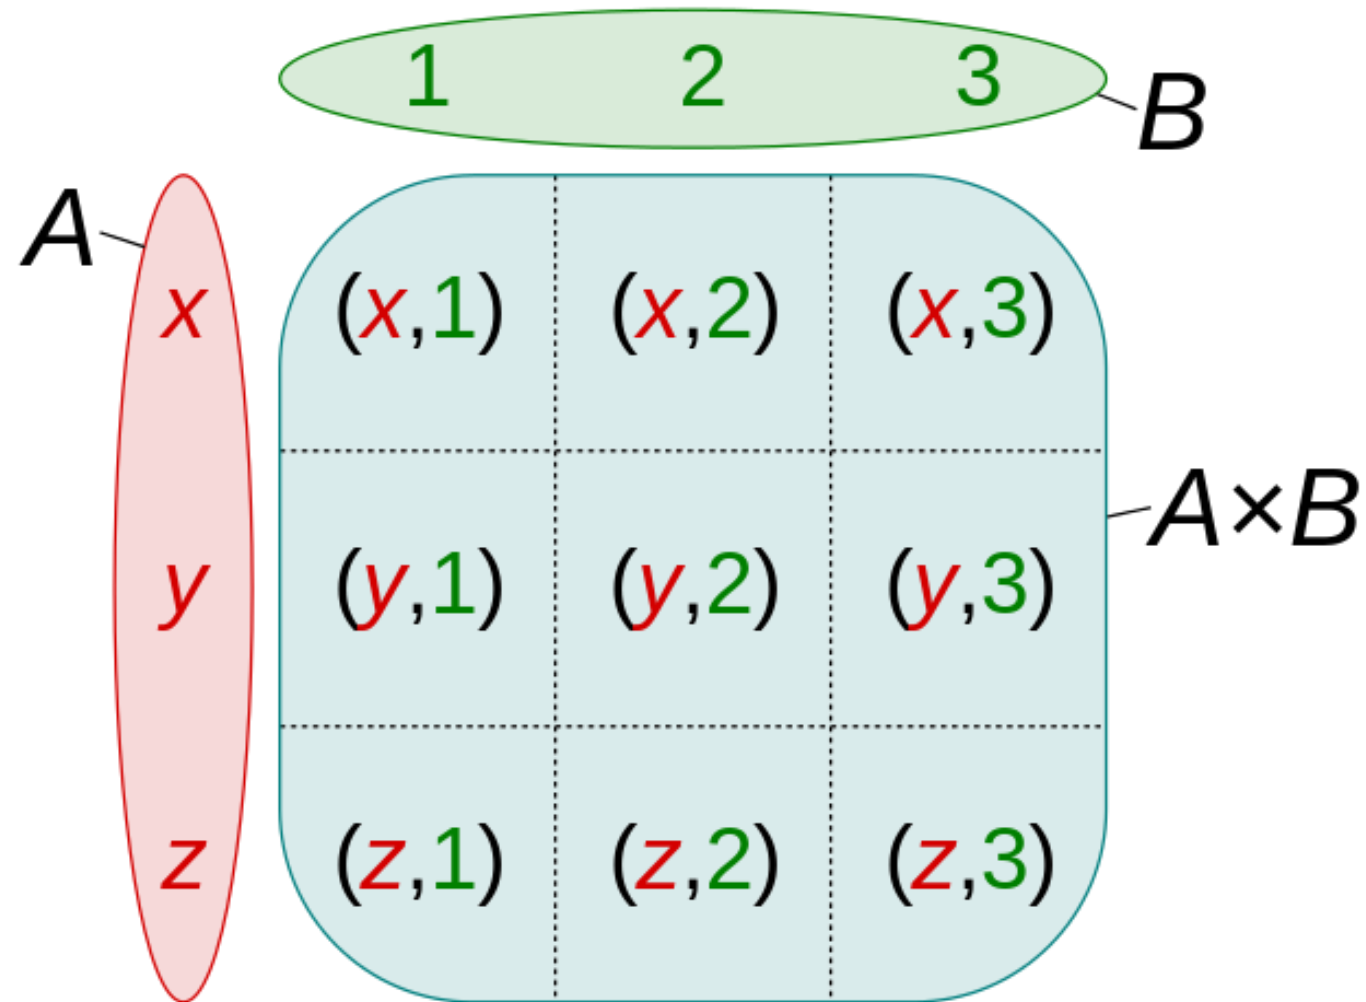 1 2 3
B
A
x (x,1) (x,2) (x,3)
A×B
y (y,1) (y,2) (y,3)
z (z,1) (z,2) (z,3)